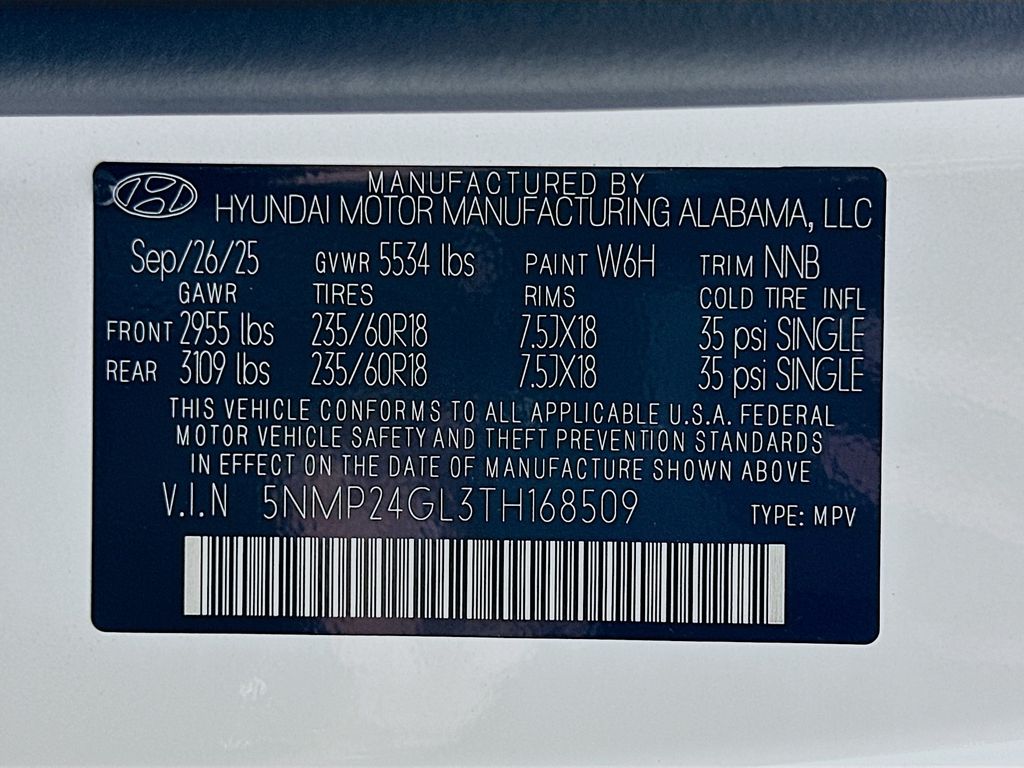 MANUFACTURED BY
HYUNDAI MOTOR MANUFACTURING ALABAMA, LLC
Sep/26/25 GVWR 5534 lbs PAINT W6H TRIM NNB
GAWR TIRES RIMS COLD TIRE INFL
FRONT 2955 lbs 235/60R18 7.5JX18 35 psi SINGLE
REAR 3109 lbs 235/60R18 7.5JX18 35 psi SINGLE
THIS VEHICLE CONFORMS TO ALL APPLICABLE U.S.A. FEDERAL
MOTOR VEHICLE SAFETY AND THEFT PREVENTION STANDARDS
IN EFFECT ON THE DATE OF MANUFACTURE SHOWN ABOVE
V.I.N 5NMP24GL3TH168509 TYPE: MPV